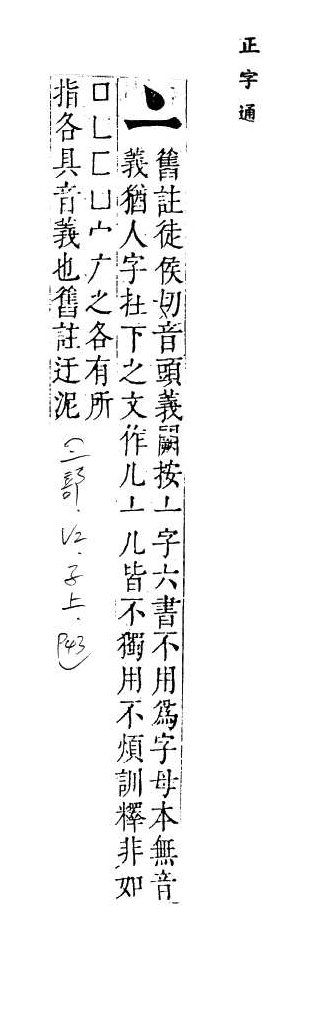 正字通
亠
舊註徒侯切音頭義闕按亠字六書不用爲字母本無音
義猶人字在下之文作儿亠儿皆不獨用不煩訓釋非如
口乚匚凵宀广之各有所
指各具音義也舊註迂泥
(亠部.V2.子上.P43)